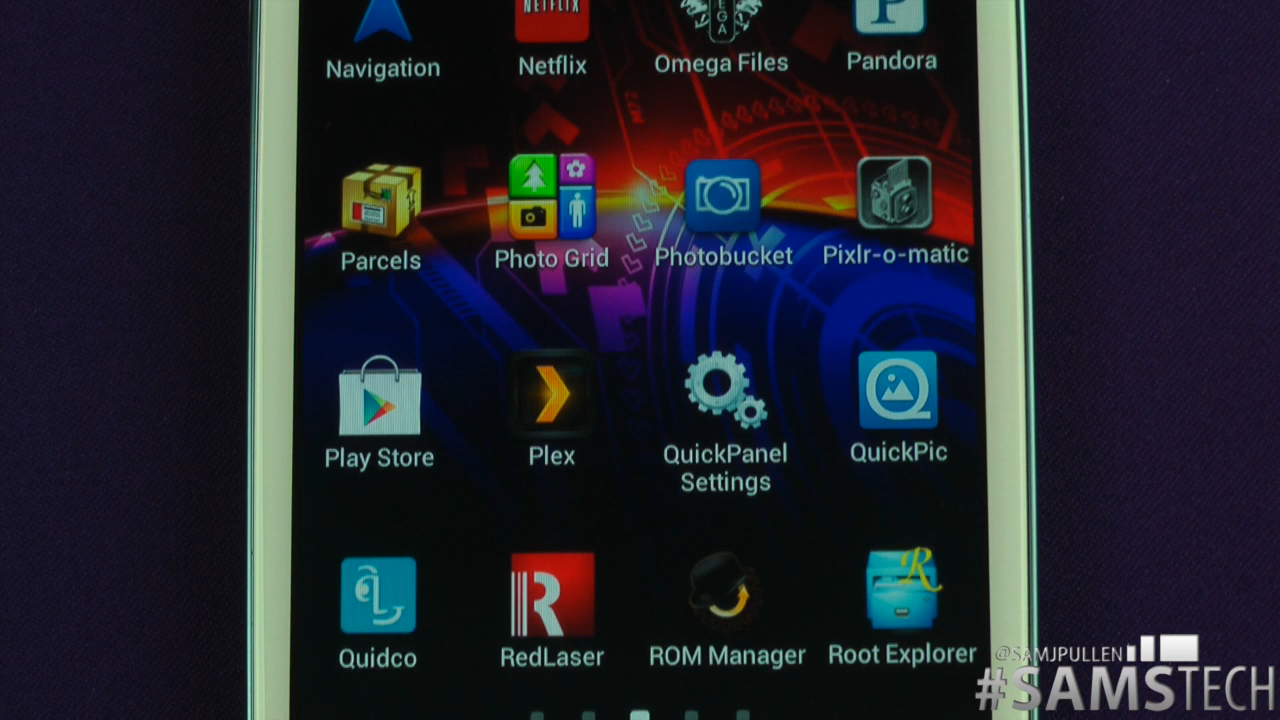 NETFLIX
EGA
P
Navigation
Netflix
Omega Files
Pandora
Parcels
Photo Grid
Photobucket
Pixlr-o-matic
Play Store
Plex
QuickPanel
Settings
QuickPic
R
R
Quidco
RedLaser
ROM Manager
Root Explorer
@SAMJPULLEN
#SAMSTECH